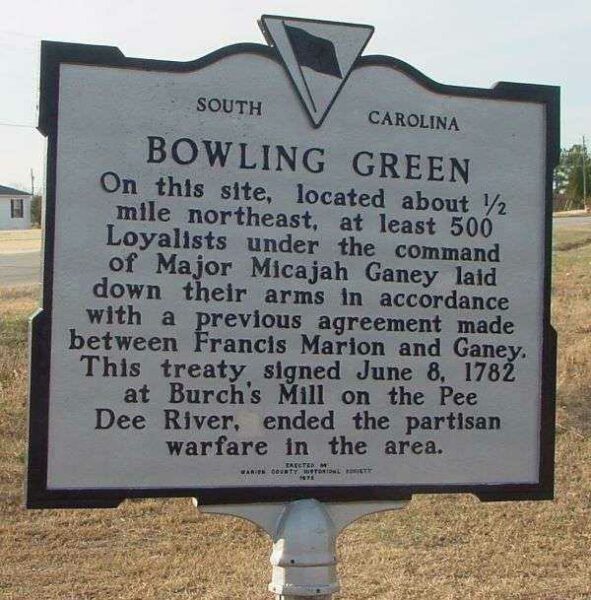 SOUTH CAROLINA
BOWLING GREEN
On this site, located about ½
mile northeast, at least 500
Loyalists under the command
of Major Micajah Ganey laid
down their arms in accordance
with a previous agreement made
between Francis Marion and Ganey.
This treaty signed June 8, 1782
at Burch's Mill on the Pee
Dee River, ended the partisan
warfare in the area.
ERECTED BY
MARION COUNTY HISTORICAL SOCIETY